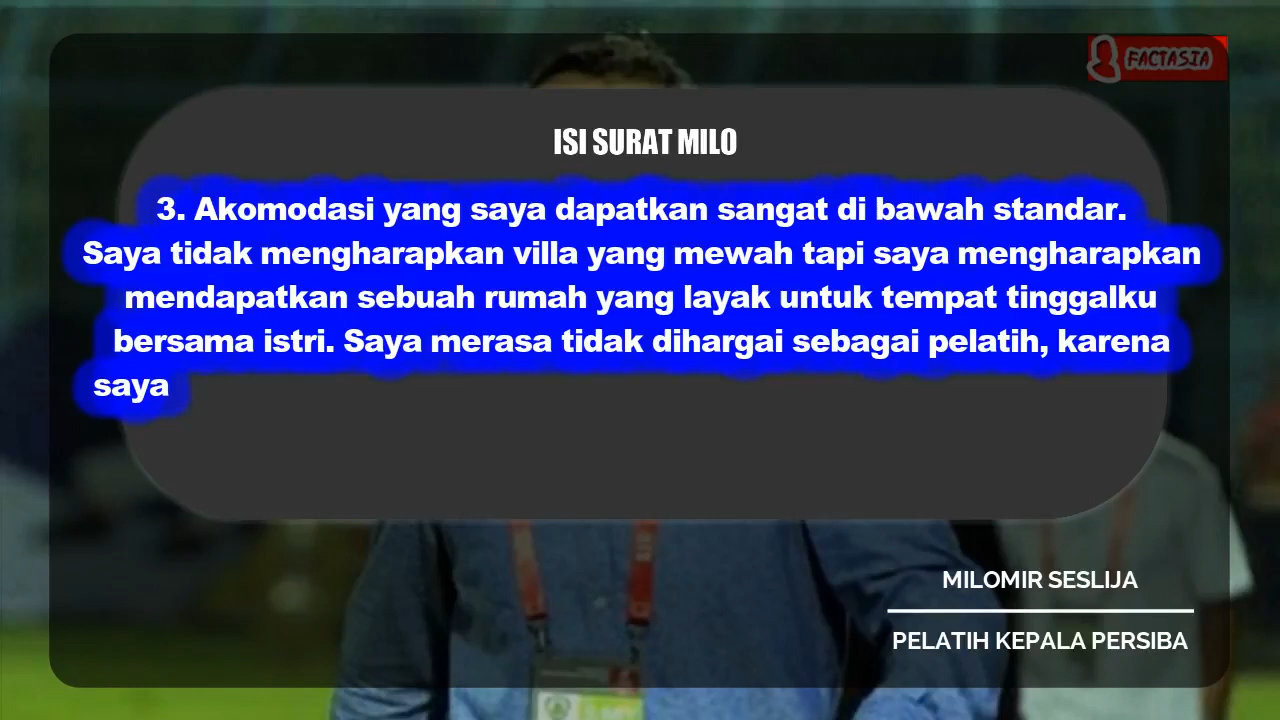 FACTASIA
ISI SURAT MILO
3. Akomodasi yang saya dapatkan sangat di bawah standar.
Saya tidak mengharapkan villa yang mewah tapi saya mengharapkan
mendapatkan sebuah rumah yang layak untuk tempat tinggalku
bersama istri. Saya merasa tidak dihargai sebagai pelatih, karena
saya
MILOMIR SESLIJA
PELATIH KEPALA PERSIBA